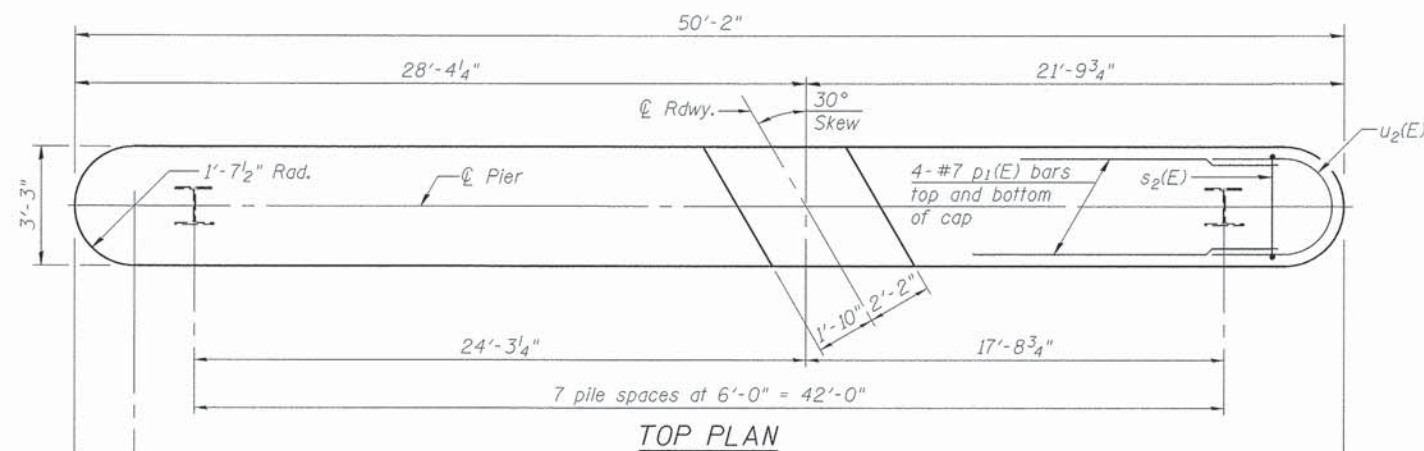 50'-2"
28'-4¼"
21'-9¾"
℄ Rdwy.
30°
Skew
u₂(E)
1'-7½" Rad.
℄ Pier
4-#7 p₁(E) bars
top and bottom
of cap
s₂(E)
3'-3"
1'-10"
2'-2"
24'-3¼"
17'-8¾"
7 pile spaces at 6'-0" = 42'-0"
TOP PLAN